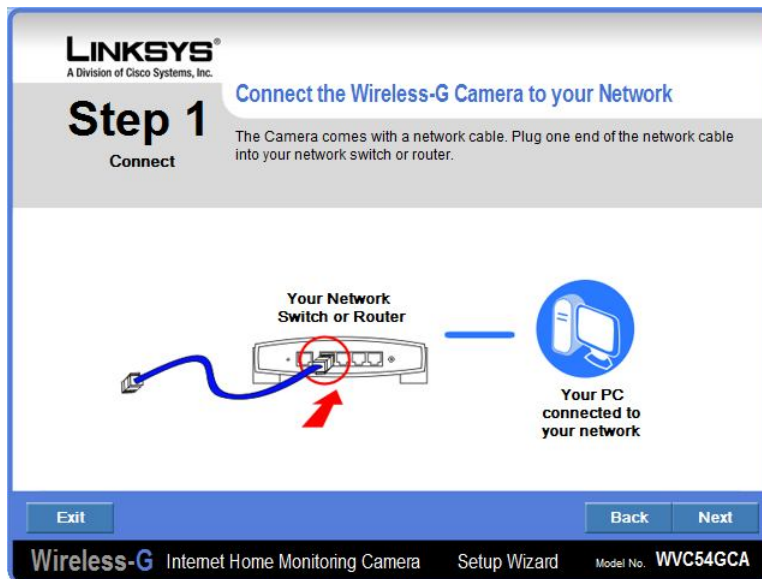 LINKSYS®
A Division of Cisco Systems, Inc.
Step 1
Connect
Connect the Wireless-G Camera to your Network
The Camera comes with a network cable. Plug one end of the network cable
into your network switch or router.
Your Network
Switch or Router
Your PC
connected to
your network
Exit
Back
Next
Wireless-G Internet Home Monitoring Camera Setup Wizard Model No. WVC54GCA